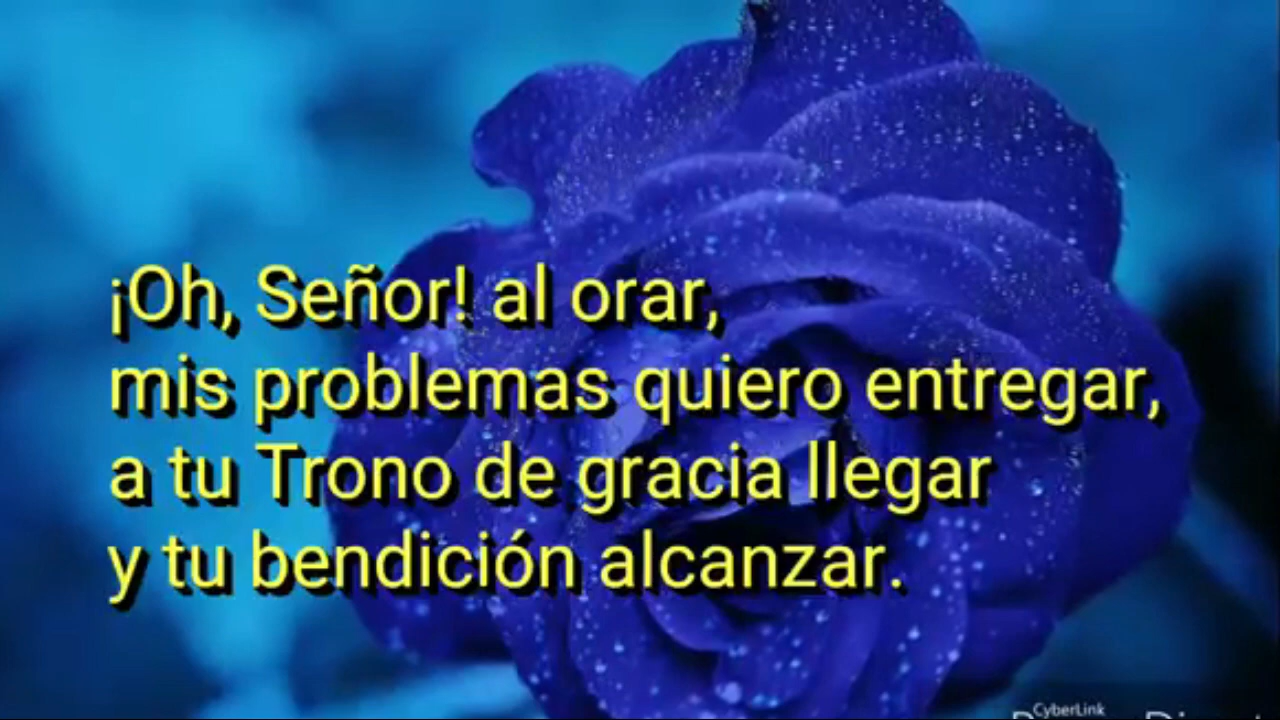 ¡Oh, Señor! al orar,
mis problemas quiero entregar,
a tu Trono de gracia llegar
y tu bendición alcanzar.
CyberLink